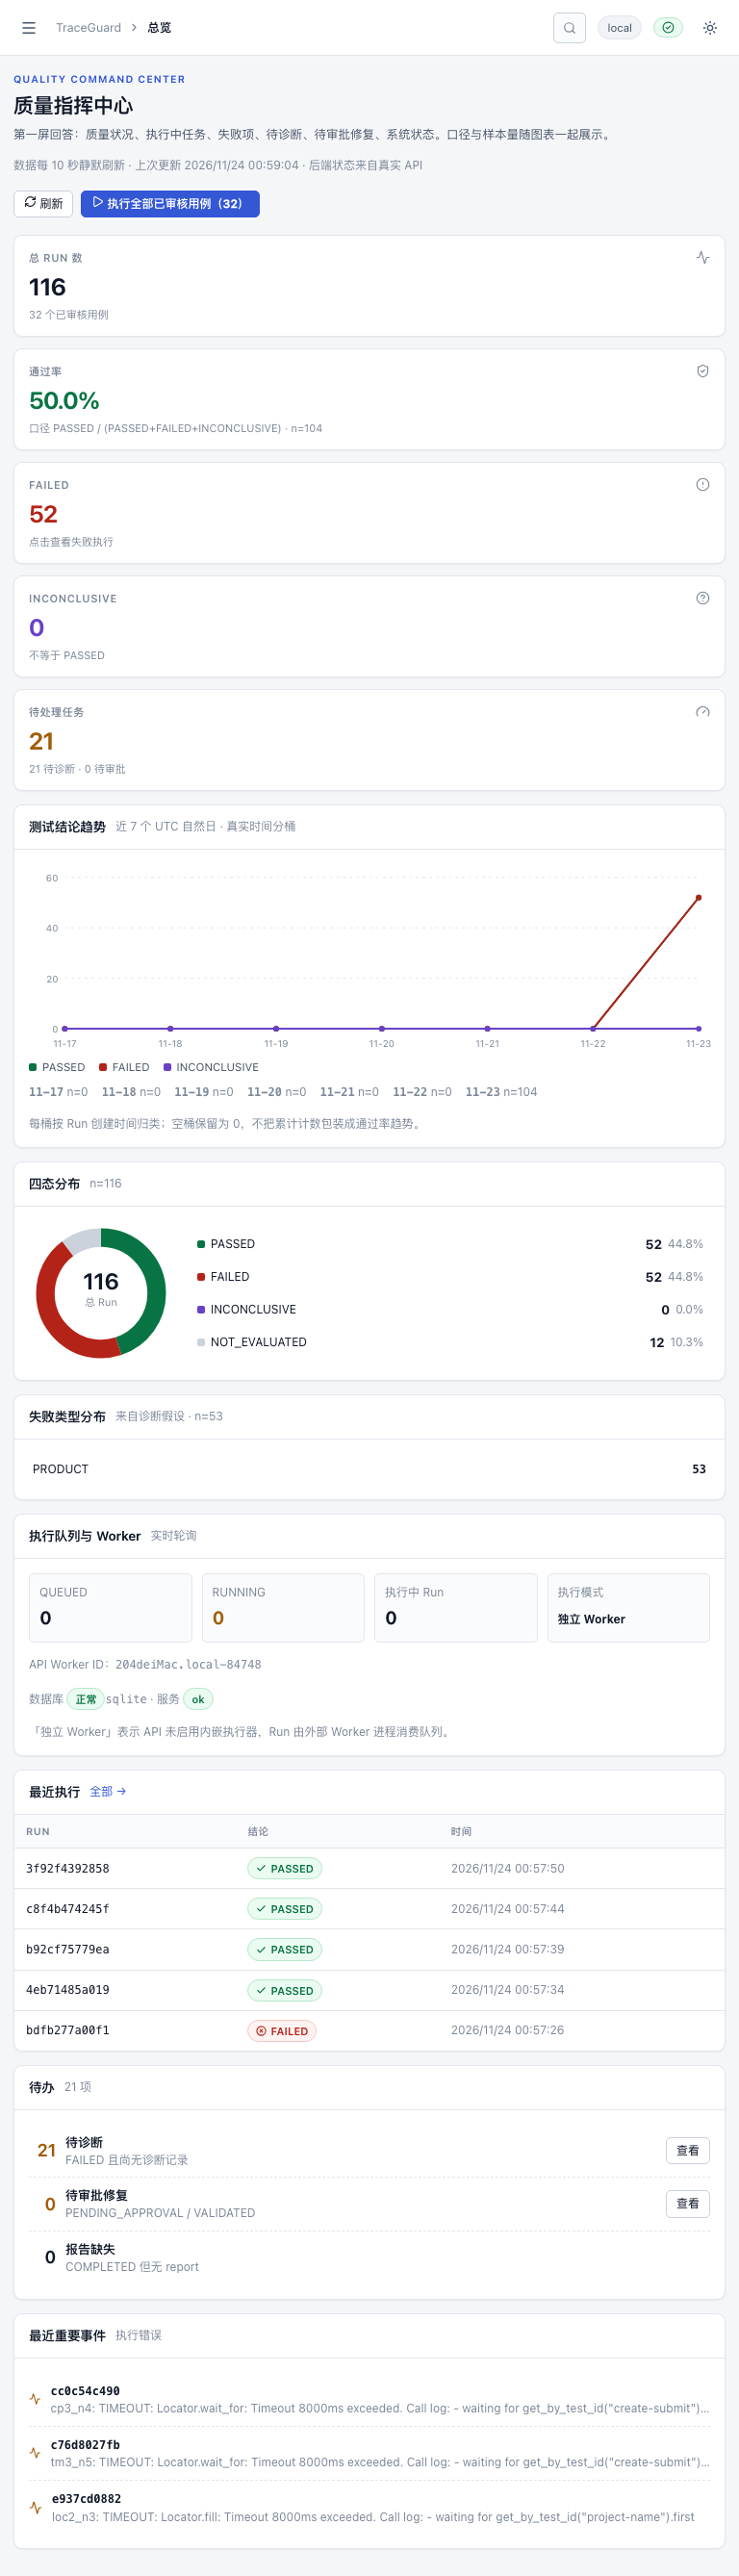 TraceGuard > 总览
local
QUALITY COMMAND CENTER
质量指挥中心
第一屏回答：质量状况、执行中任务、失败项、待诊断、待审批修复、系统状态。口径与样本量随图表一起展示。
数据每 10 秒静默刷新 · 上次更新 2026/11/24 00:59:04 · 后端状态来自真实 API
刷新
执行全部已审核用例（32）
总 RUN 数
116
32 个已审核用例
通过率
50.0%
口径 PASSED / (PASSED+FAILED+INCONCLUSIVE) · n=104
FAILED
52
点击查看失败执行
INCONCLUSIVE
0
不等于 PASSED
待处理任务
21
21 待诊断 · 0 待审批
测试结论趋势 近 7 个 UTC 自然日 · 真实时间分桶
60
40
20
0
11-17 11-18 11-19 11-20 11-21 11-22 11-23
PASSED FAILED INCONCLUSIVE
11-17 n=0 11-18 n=0 11-19 n=0 11-20 n=0 11-21 n=0 11-22 n=0 11-23 n=104
每桶按 Run 创建时间归类；空桶保留为 0，不把累计计数包装成通过率趋势。
四态分布 n=116
116
总 Run
PASSED 52 44.8%
FAILED 52 44.8%
INCONCLUSIVE 0 0.0%
NOT_EVALUATED 12 10.3%
失败类型分布 来自诊断假设 · n=53
PRODUCT 53
执行队列与 Worker 实时轮询
QUEUED
0
RUNNING
0
执行中 Run
0
执行模式
独立 Worker
API Worker ID：204deiMac.local-84748
数据库 正常 sqlite · 服务 ok
「独立 Worker」表示 API 未启用内嵌执行器，Run 由外部 Worker 进程消费队列。
最近执行 全部 →
RUN 结论 时间
3f92f4392858 PASSED 2026/11/24 00:57:50
c8f4b474245f PASSED 2026/11/24 00:57:44
b92cf75779ea PASSED 2026/11/24 00:57:39
4eb71485a019 PASSED 2026/11/24 00:57:34
bdfb277a00f1 FAILED 2026/11/24 00:57:26
待办 21 项
21 待诊断
FAILED 且尚无诊断记录
查看
0 待审批修复
PENDING_APPROVAL / VALIDATED
查看
0 报告缺失
COMPLETED 但无 report
最近重要事件 执行错误
cc0c54c490
cp3_n4: TIMEOUT: Locator.wait_for: Timeout 8000ms exceeded. Call log: - waiting for get_by_test_id("create-submit")...
c76d8027fb
tm3_n5: TIMEOUT: Locator.wait_for: Timeout 8000ms exceeded. Call log: - waiting for get_by_test_id("create-submit")...
e937cd0882
loc2_n3: TIMEOUT: Locator.fill: Timeout 8000ms exceeded. Call log: - waiting for get_by_test_id("project-name").first